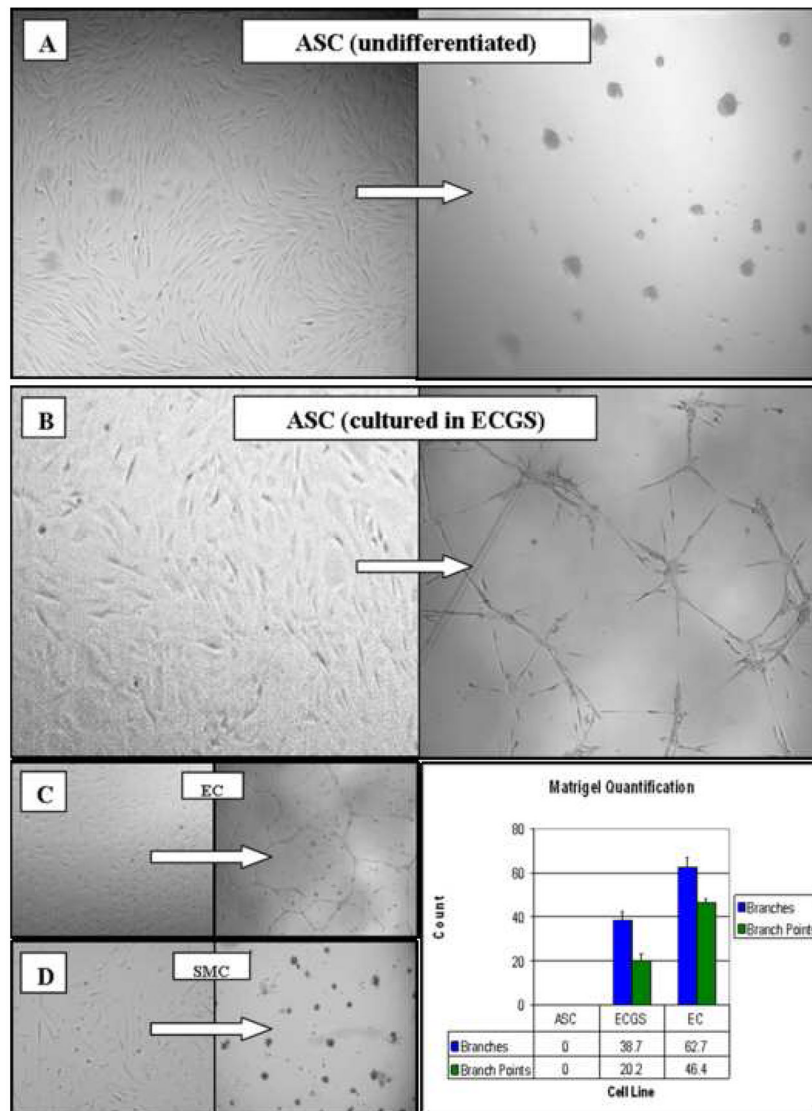 A
ASC (undifferentiated)
B
ASC (cultured in ECGS)
C
EC
D
SMC
Matrigel Quantification
80
60
40
20
0
Count
Branches
Branch Points
ASC ECGS EC
Branches 0 38.7 62.7
Branch Points 0 20.2 46.4
Cell Line